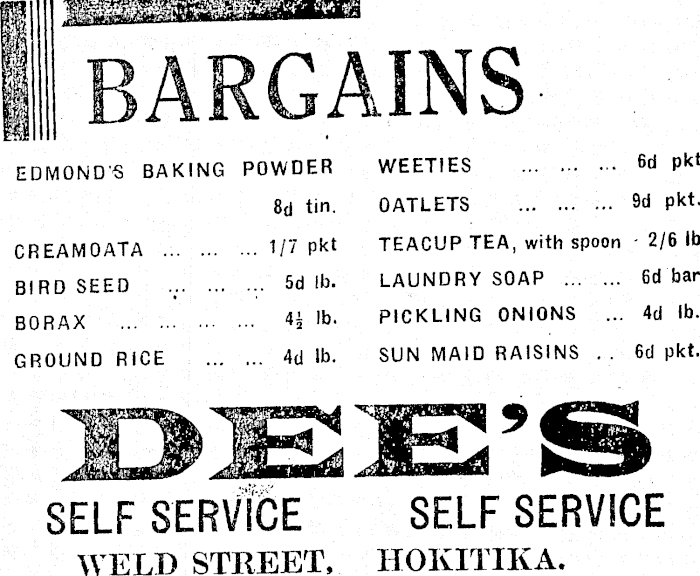 BARGAINS
EDMOND'S BAKING POWDER
8d tin.
CREAMOATA ... ... ... 1/7 pkt
BIRD SEED ... ... ... 5d lb.
BORAX ... ... ... ... 4½ lb.
GROUND RICE ... ... 4d lb.
WEETIES ... ... ... 6d pkt
OATLETS ... ... ... 9d pkt.
TEACUP TEA, with spoon - 2/6 lb
LAUNDRY SOAP ... ... 6d bar
PICKLING ONIONS ... 4d lb.
SUN MAID RAISINS .. 6d pkt.
DEE'S
SELF SERVICE SELF SERVICE
WELD STREET, HOKITIKA.